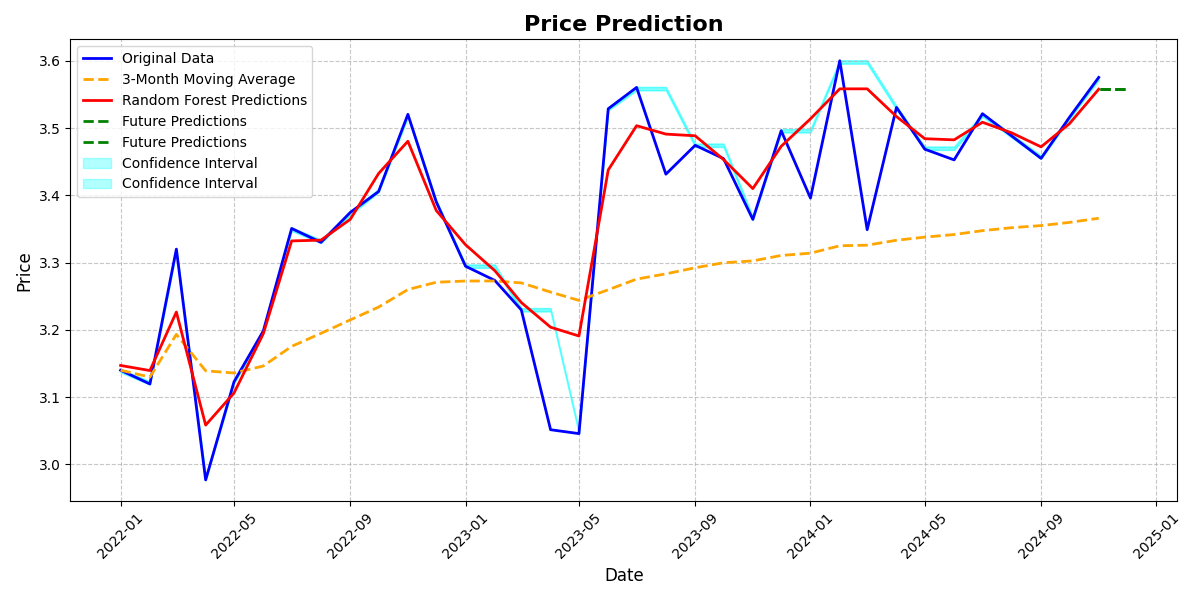 Price Prediction
Original Data
3-Month Moving Average
Random Forest Predictions
Future Predictions
Future Predictions
Confidence Interval
Confidence Interval
3.6
3.5
3.4
3.3
3.2
3.1
3.0
Price
2022-01
2022-05
2022-09
2023-01
2023-05
2023-09
2024-01
2024-05
2024-09
2025-01
Date